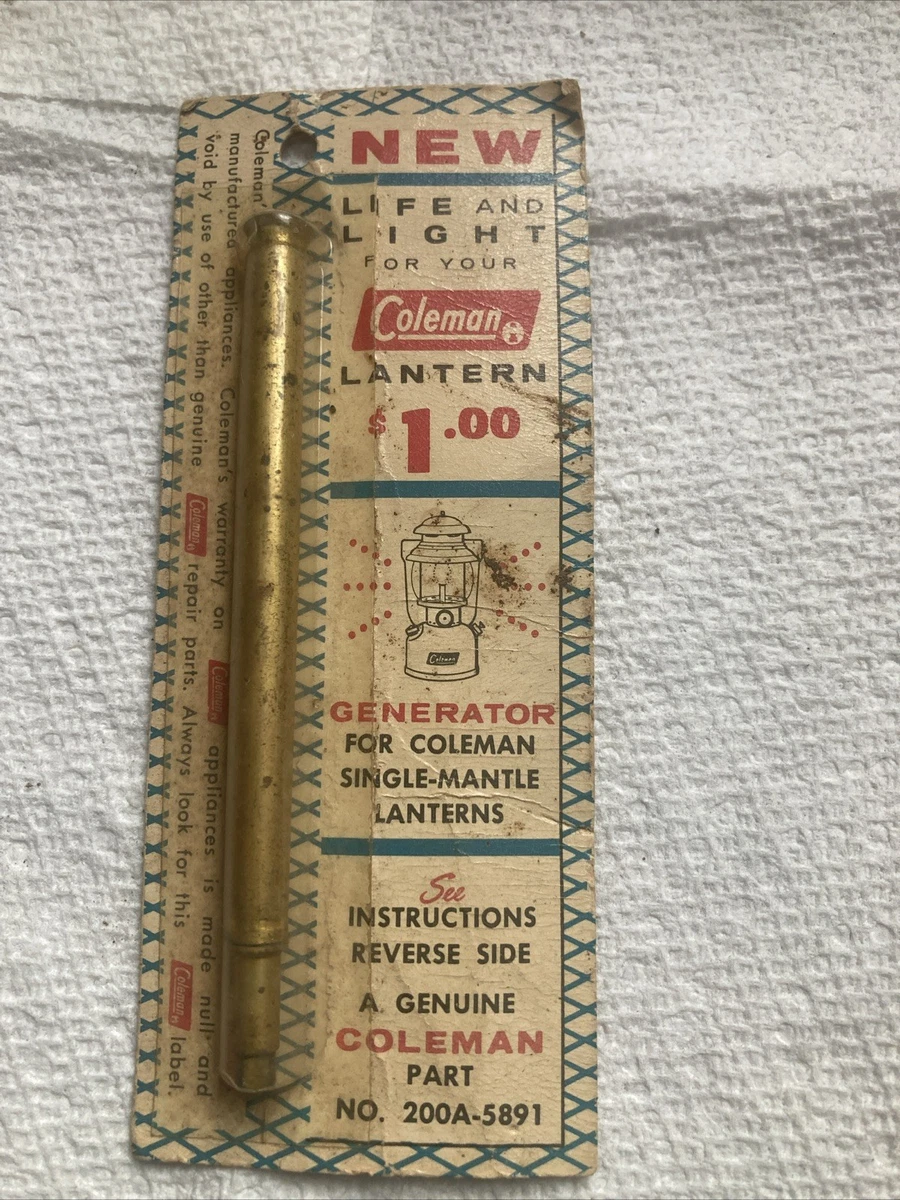 NEW
LIFE AND
LIGHT
FOR YOUR
Coleman
LANTERN
$1.00
Coleman
GENERATOR
FOR COLEMAN
SINGLE-MANTLE
LANTERNS
See
INSTRUCTIONS
REVERSE SIDE
A GENUINE
COLEMAN
PART
NO. 200A-5891
Coleman'
manufactured appliances. Coleman's warranty on Coleman appliances is made null and
void by use of other than genuine Coleman repair parts. Always look for this Coleman label.